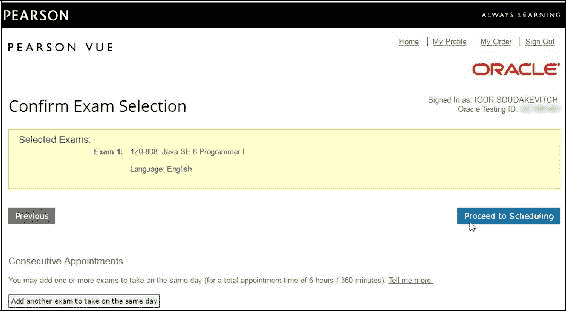 PEARSON
ALWAYS LEARNING
PEARSON VUE
Home | My Profile My Order | Sign Out
ORACLE
Confirm Exam Selection
Signed In as: IGOR SOUDAKEVITCH
Oracle Testing ID:
Selected Exams:
Exam 1: Java SE 8 Programmer I
Language: English
Previous
Proceed to Scheduling
Consecutive Appointments
You may add one or more exams to take on the same day (for a total appointment time of 6 hours / 360 minutes). Tell me more.
Add another exam to take on the same day